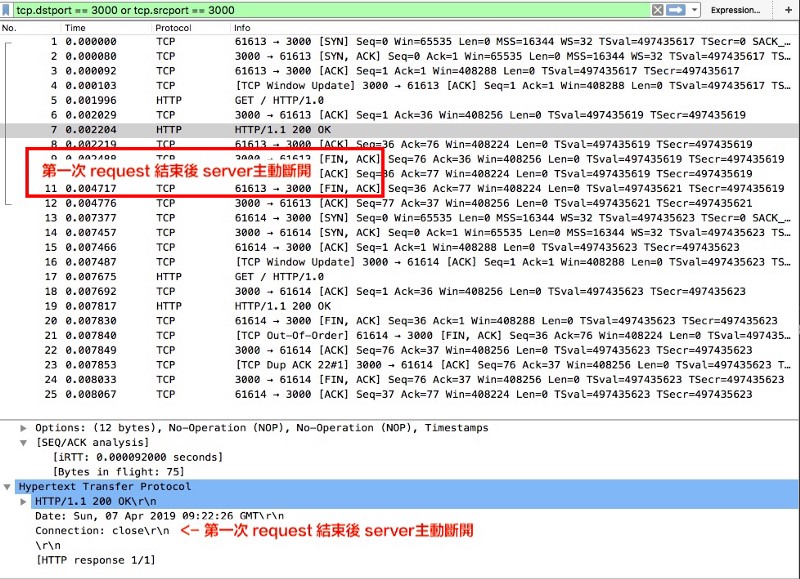 tcp.dstport == 3000 or tcp.srcport == 3000 Expression... +
No. Time Protocol Info
1 0.000000 TCP 61613 → 3000 [SYN] Seq=0 Win=65535 Len=0 MSS=16344 WS=32 TSval=497435617 TSecr=0 SACK_...
2 0.000080 TCP 3000 → 61613 [SYN, ACK] Seq=0 Ack=1 Win=65535 Len=0 MSS=16344 WS=32 TSval=497435617 TS...
3 0.000092 TCP 61613 → 3000 [ACK] Seq=1 Ack=1 Win=408288 Len=0 TSval=497435617 TSecr=497435617
4 0.000103 TCP [TCP Window Update] 3000 → 61613 [ACK] Seq=1 Ack=1 Win=408288 Len=0 TSval=497435617 TS...
5 0.001996 HTTP GET / HTTP/1.0
6 0.002029 TCP 3000 → 61613 [ACK] Seq=1 Ack=36 Win=408256 Len=0 TSval=497435619 TSecr=497435619
7 0.002204 HTTP HTTP/1.1 200 OK
8 0.002219 TCP 61613 → 3000 [ACK] Seq=36 Ack=76 Win=408224 Len=0 TSval=497435619 TSecr=497435619
9 0.002488 TCP 3000 → 61613 [FIN, ACK] Seq=76 Ack=36 Win=408256 Len=0 TSval=497435619 TSecr=497435619
第一次 request 結束後 server主動斷開 [ACK] Seq=36 Ack=77 Win=408224 Len=0 TSval=497435619 TSecr=497435619
11 0.004717 TCP 61613 → 3000 [FIN, ACK] Seq=36 Ack=77 Win=408224 Len=0 TSval=497435621 TSecr=497435619
12 0.004776 TCP 3000 → 61613 [ACK] Seq=77 Ack=37 Win=408256 Len=0 TSval=497435621 TSecr=497435621
13 0.007377 TCP 61614 → 3000 [SYN] Seq=0 Win=65535 Len=0 MSS=16344 WS=32 TSval=497435623 TSecr=0 SACK_...
14 0.007457 TCP 3000 → 61614 [SYN, ACK] Seq=0 Ack=1 Win=65535 Len=0 MSS=16344 WS=32 TSval=497435623 TS...
15 0.007466 TCP 61614 → 3000 [ACK] Seq=1 Ack=1 Win=408288 Len=0 TSval=497435623 TSecr=497435623
16 0.007487 TCP [TCP Window Update] 3000 → 61614 [ACK] Seq=1 Ack=1 Win=408288 Len=0 TSval=497435623 TS...
17 0.007675 HTTP GET / HTTP/1.0
18 0.007692 TCP 3000 → 61614 [ACK] Seq=1 Ack=36 Win=408256 Len=0 TSval=497435623 TSecr=497435623
19 0.007817 HTTP HTTP/1.1 200 OK
20 0.007830 TCP 61614 → 3000 [FIN, ACK] Seq=36 Ack=1 Win=408288 Len=0 TSval=497435623 TSecr=497435623
21 0.007840 TCP [TCP Out-Of-Order] 61614 → 3000 [FIN, ACK] Seq=36 Ack=76 Win=408224 Len=0 TSval=497435...
22 0.007849 TCP 3000 → 61614 [ACK] Seq=76 Ack=37 Win=408256 Len=0 TSval=497435623 TSecr=497435623
23 0.007853 TCP [TCP Dup ACK 22#1] 3000 → 61614 [ACK] Seq=76 Ack=37 Win=408256 Len=0 TSval=497435623 TS...
24 0.008033 TCP 3000 → 61614 [FIN, ACK] Seq=76 Ack=37 Win=408256 Len=0 TSval=497435623 TSecr=497435623
25 0.008067 TCP 61614 → 3000 [ACK] Seq=37 Ack=77 Win=408224 Len=0 TSval=497435623 TSecr=497435623
Options: (12 bytes), No-Operation (NOP), No-Operation (NOP), Timestamps
[SEQ/ACK analysis]
[iRTT: 0.000092000 seconds]
[Bytes in flight: 75]
Hypertext Transfer Protocol
HTTP/1.1 200 OK\r\n
Date: Sun, 07 Apr 2019 09:22:26 GMT\r\n
Connection: close\r\n <- 第一次 request 結束後 server主動斷開
\r\n
[HTTP response 1/1]